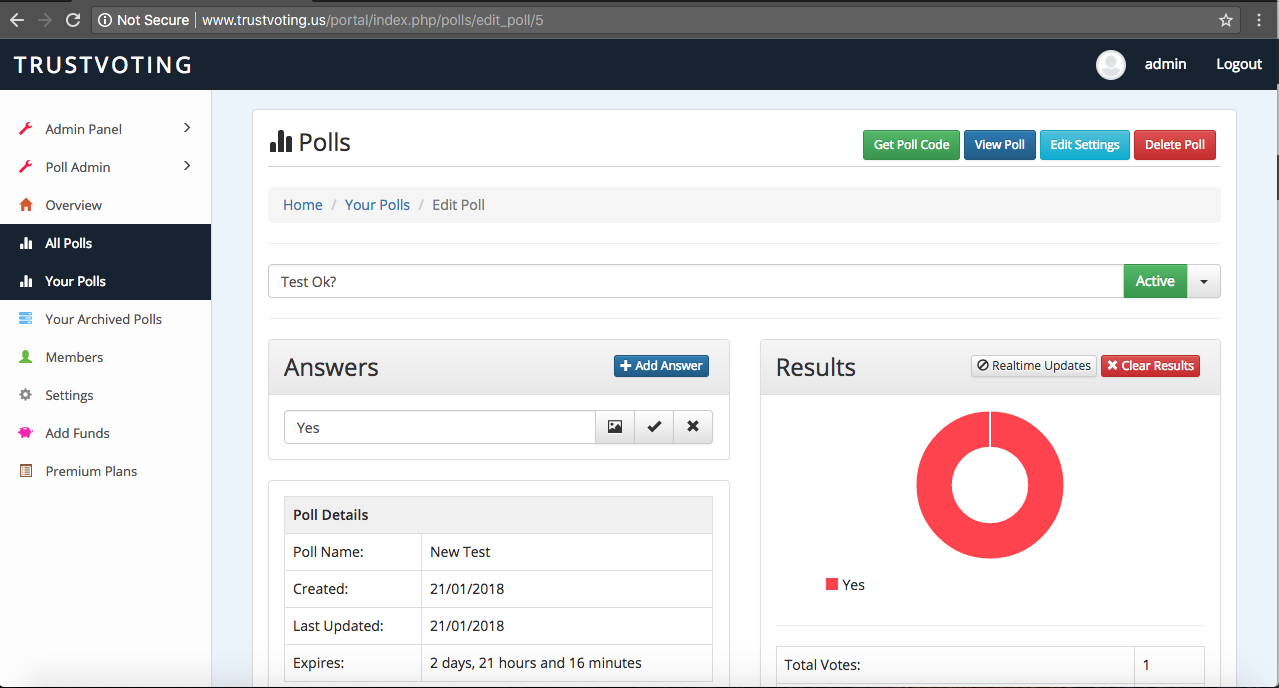 Not Secure | www.trustvoting.us/portal/index.php/polls/edit_poll/5
TRUSTVOTING
admin
Logout
Admin Panel
Poll Admin
Overview
All Polls
Your Polls
Your Archived Polls
Members
Settings
Add Funds
Premium Plans
Polls
Get Poll Code
View Poll
Edit Settings
Delete Poll
Home / Your Polls / Edit Poll
Test Ok?
Active
Answers
Add Answer
Yes
Poll Details
Poll Name: New Test
Created: 21/01/2018
Last Updated: 21/01/2018
Expires: 2 days, 21 hours and 16 minutes
Results
Realtime Updates
Clear Results
Yes
Total Votes: 1